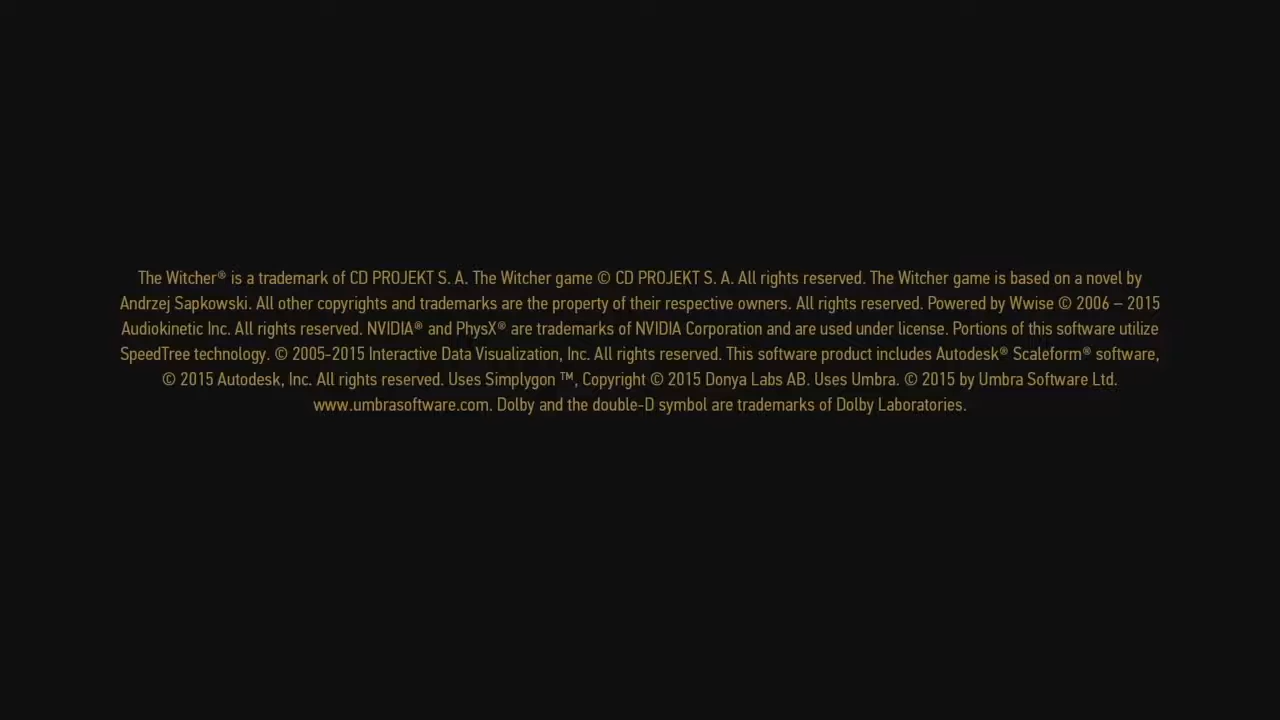 The Witcher® is a trademark of CD PROJEKT S. A. The Witcher game © CD PROJEKT S. A. All rights reserved. The Witcher game is based on a novel by
Andrzej Sapkowski. All other copyrights and trademarks are the property of their respective owners. All rights reserved. Powered by Wwise © 2006 – 2015
Audiokinetic Inc. All rights reserved. NVIDIA® and PhysX® are trademarks of NVIDIA Corporation and are used under license. Portions of this software utilize
SpeedTree technology. © 2005-2015 Interactive Data Visualization, Inc. All rights reserved. This software product includes Autodesk® Scaleform® software,
© 2015 Autodesk, Inc. All rights reserved. Uses Simplygon ™, Copyright © 2015 Donya Labs AB. Uses Umbra. © 2015 by Umbra Software Ltd.
www.umbrasoftware.com. Dolby and the double-D symbol are trademarks of Dolby Laboratories.